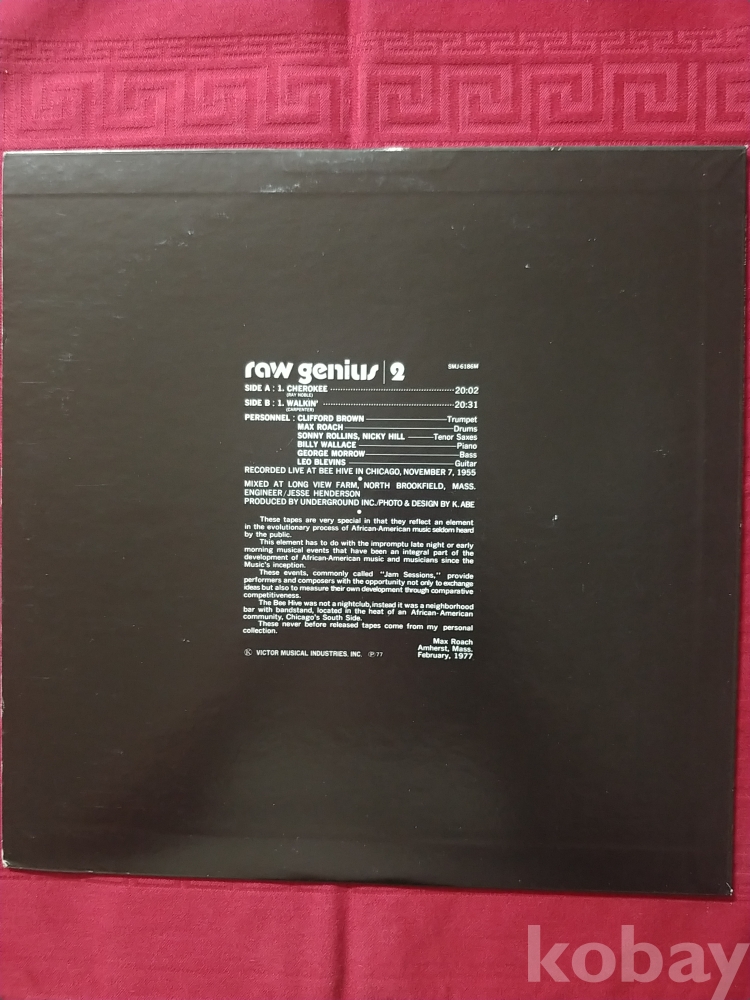 raw genius | 2 SMJ-6186M
SIDE A : 1. CHEROKEE 20:02
(RAY NOBLE)
SIDE B : 1. WALKIN' 20:31
(CARPENTER)
PERSONNEL : CLIFFORD BROWN Trumpet
MAX ROACH Drums
SONNY ROLLINS, NICKY HILL Tenor Saxes
BILLY WALLACE Piano
GEORGE MORROW Bass
LEO BLEVINS Guitar
RECORDED LIVE AT BEE HIVE IN CHICAGO, NOVEMBER 7, 1955
MIXED AT LONG VIEW FARM, NORTH BROOKFIELD, MASS.
ENGINEER/JESSE HENDERSON
PRODUCED BY UNDERGROUND INC./PHOTO & DESIGN BY K. ABE
These tapes are very special in that they reflect an element
in the evolutionary process of African-American music seldom heard
by the public.
This element has to do with the impromptu late night or early
morning musical events that have been an integral part of the
development of African-American music and musicians since the
Music's inception.
These events, commonly called "Jam Sessions," provide
performers and composers with the opportunity not only to exchange
ideas but also to measure their own development through comparative
competitiveness.
The Bee Hive was not a nightclub, instead it was a neighborhood
bar with bandstand, located in the heat of an African-American
community, Chicago's South Side.
These never before released tapes come from my personal
collection.
Max Roach
Amherst, Mass.
February, 1977
Ⓚ VICTOR MUSICAL INDUSTRIES, INC. Ⓟ 77
kobay